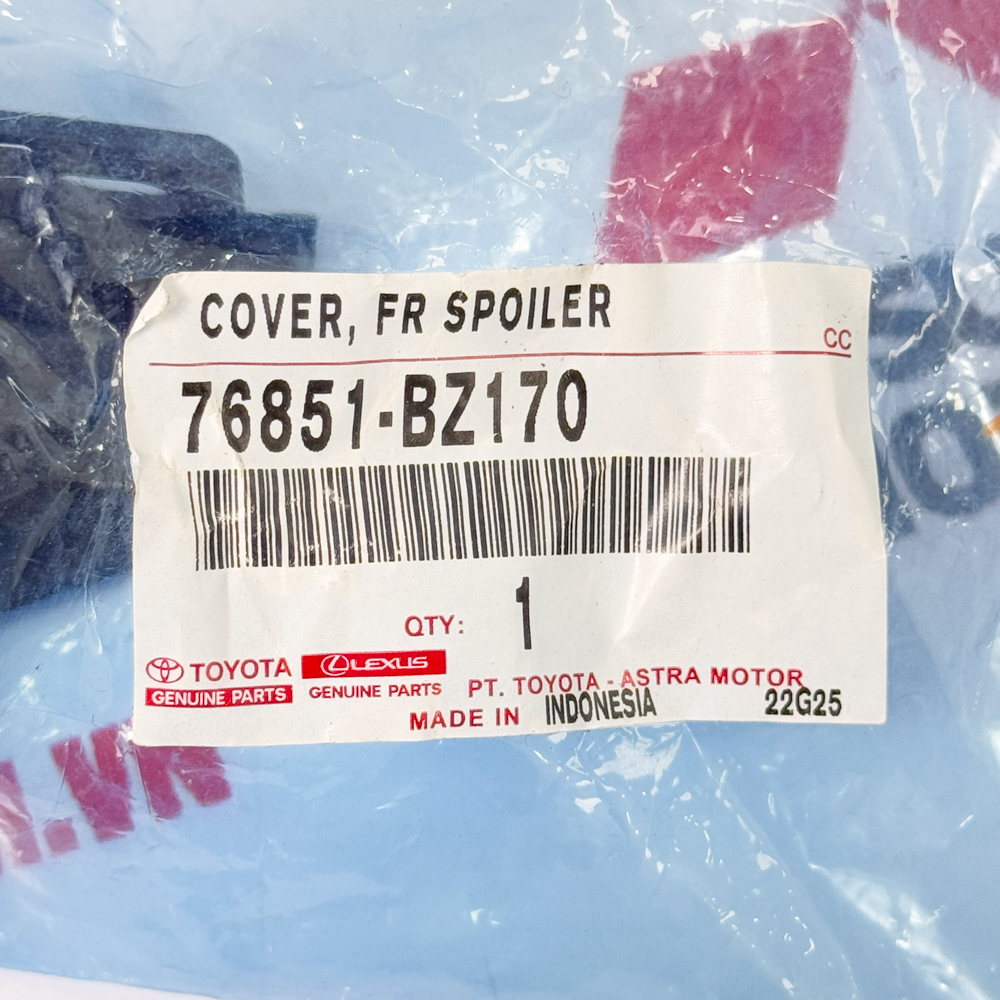 COVER, FR SPOILER
CC
76851-BZ170
QTY: 1
TOYOTA
GENUINE PARTS
LEXUS
GENUINE PARTS
PT. TOYOTA - ASTRA MOTOR
MADE IN INDONESIA
22G25
.VN